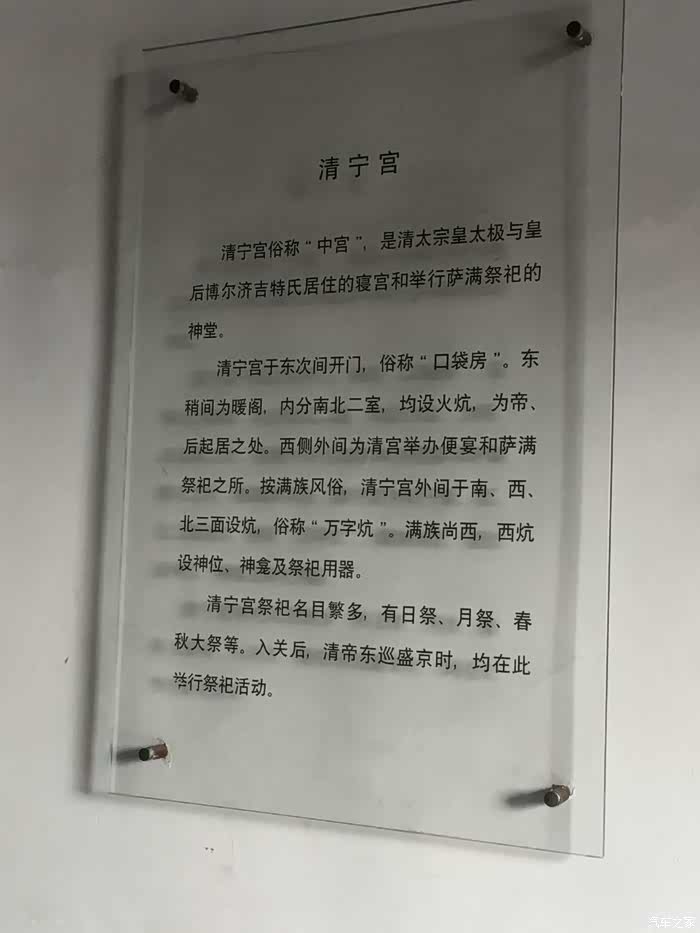 清宁宫
清宁宫俗称“中宫”，是清太宗皇太极与皇
后博尔济吉特氏居住的寝宫和举行萨满祭祀的
神堂。
清宁宫于东次间开门，俗称“口袋房”。东
稍间为暖阁，内分南北二室，均设火炕，为帝、
后起居之处。西侧外间为清宫举办便宴和萨满
祭祀之所。按满族风俗，清宁宫外间于南、西、
北三面设炕，俗称“万字炕”。满族尚西，西炕
设神位、神龛及祭祀用器。
清宁宫祭祀名目繁多，有日祭、月祭、春
秋大祭等。入关后，清帝东巡盛京时，均在此
举行祭祀活动。
汽车之家